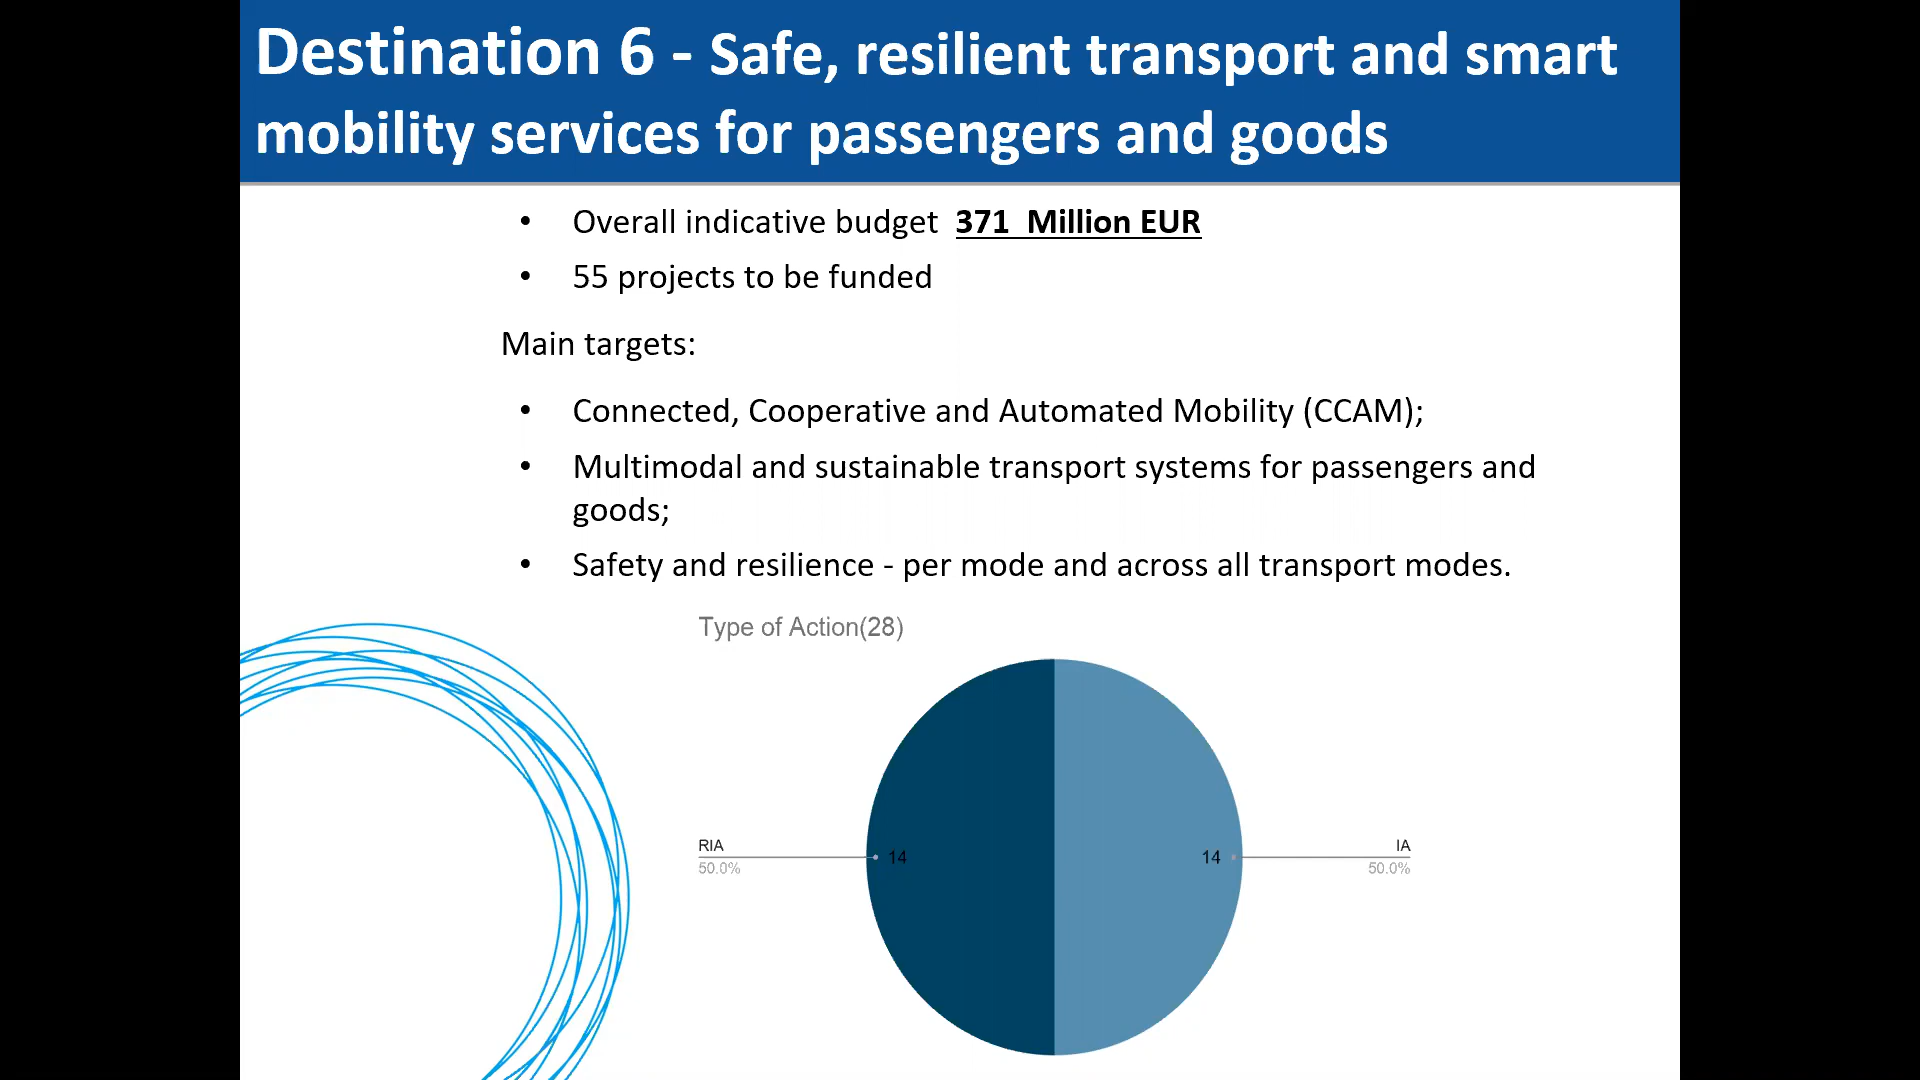 Destination 6 - Safe, resilient transport and smart
mobility services for passengers and goods
• Overall indicative budget 371 Million EUR
• 55 projects to be funded
Main targets:
• Connected, Cooperative and Automated Mobility (CCAM);
• Multimodal and sustainable transport systems for passengers and
goods;
• Safety and resilience - per mode and across all transport modes.
Type of Action(28)
RIA
50.0%
14
14
IA
50.0%